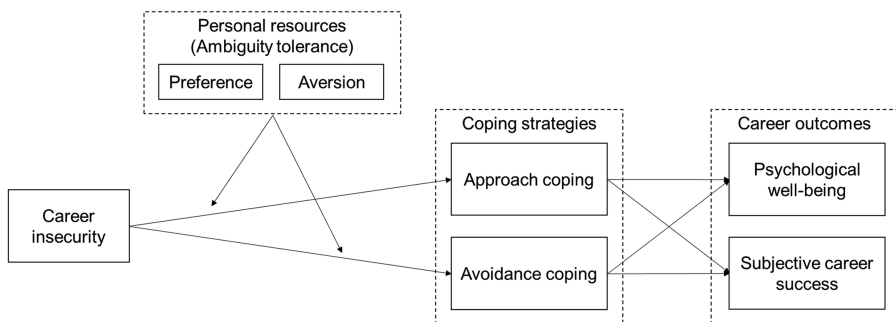 Personal resources
(Ambiguity tolerance)
Preference
Aversion
Coping strategies
Career outcomes
Approach coping
Psychological
well-being
Career
insecurity
Avoidance coping
Subjective career
success